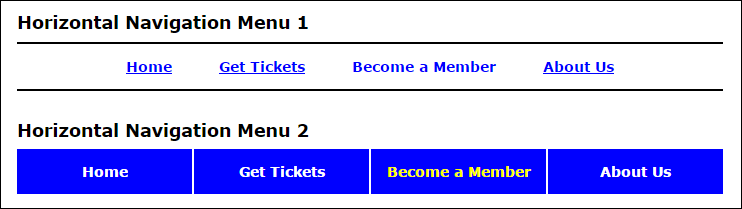 Horizontal Navigation Menu 1
Home Get Tickets Become a Member About Us
Horizontal Navigation Menu 2
Home Get Tickets Become a Member About Us